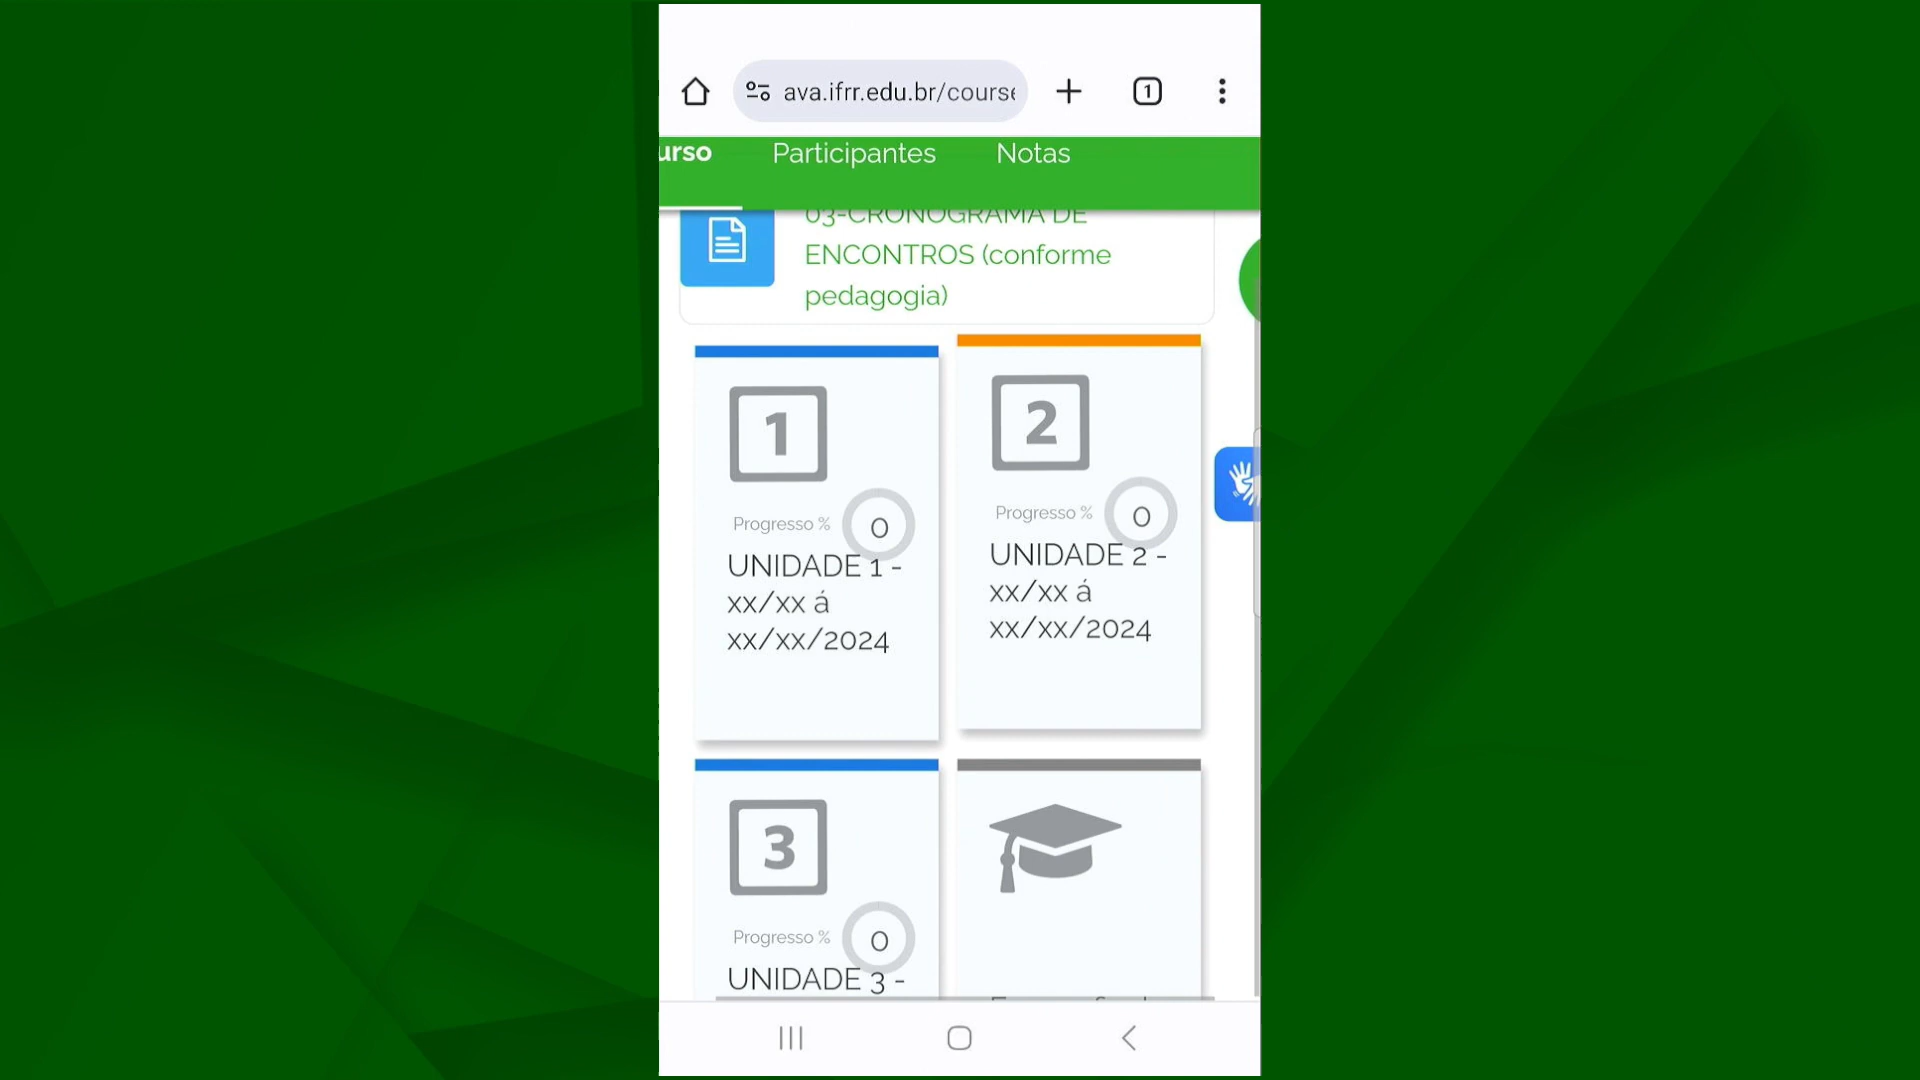 ava.ifrr.edu.br/course
1
urso
Participantes
Notas
03-CRONOGRAMA DE
ENCONTROS (conforme
pedagogia)
1
Progresso %
0
UNIDADE 1 -
xx/xx á
xx/xx/2024
2
Progresso %
0
UNIDADE 2 -
xx/xx á
xx/xx/2024
3
Progresso %
0
UNIDADE 3 -